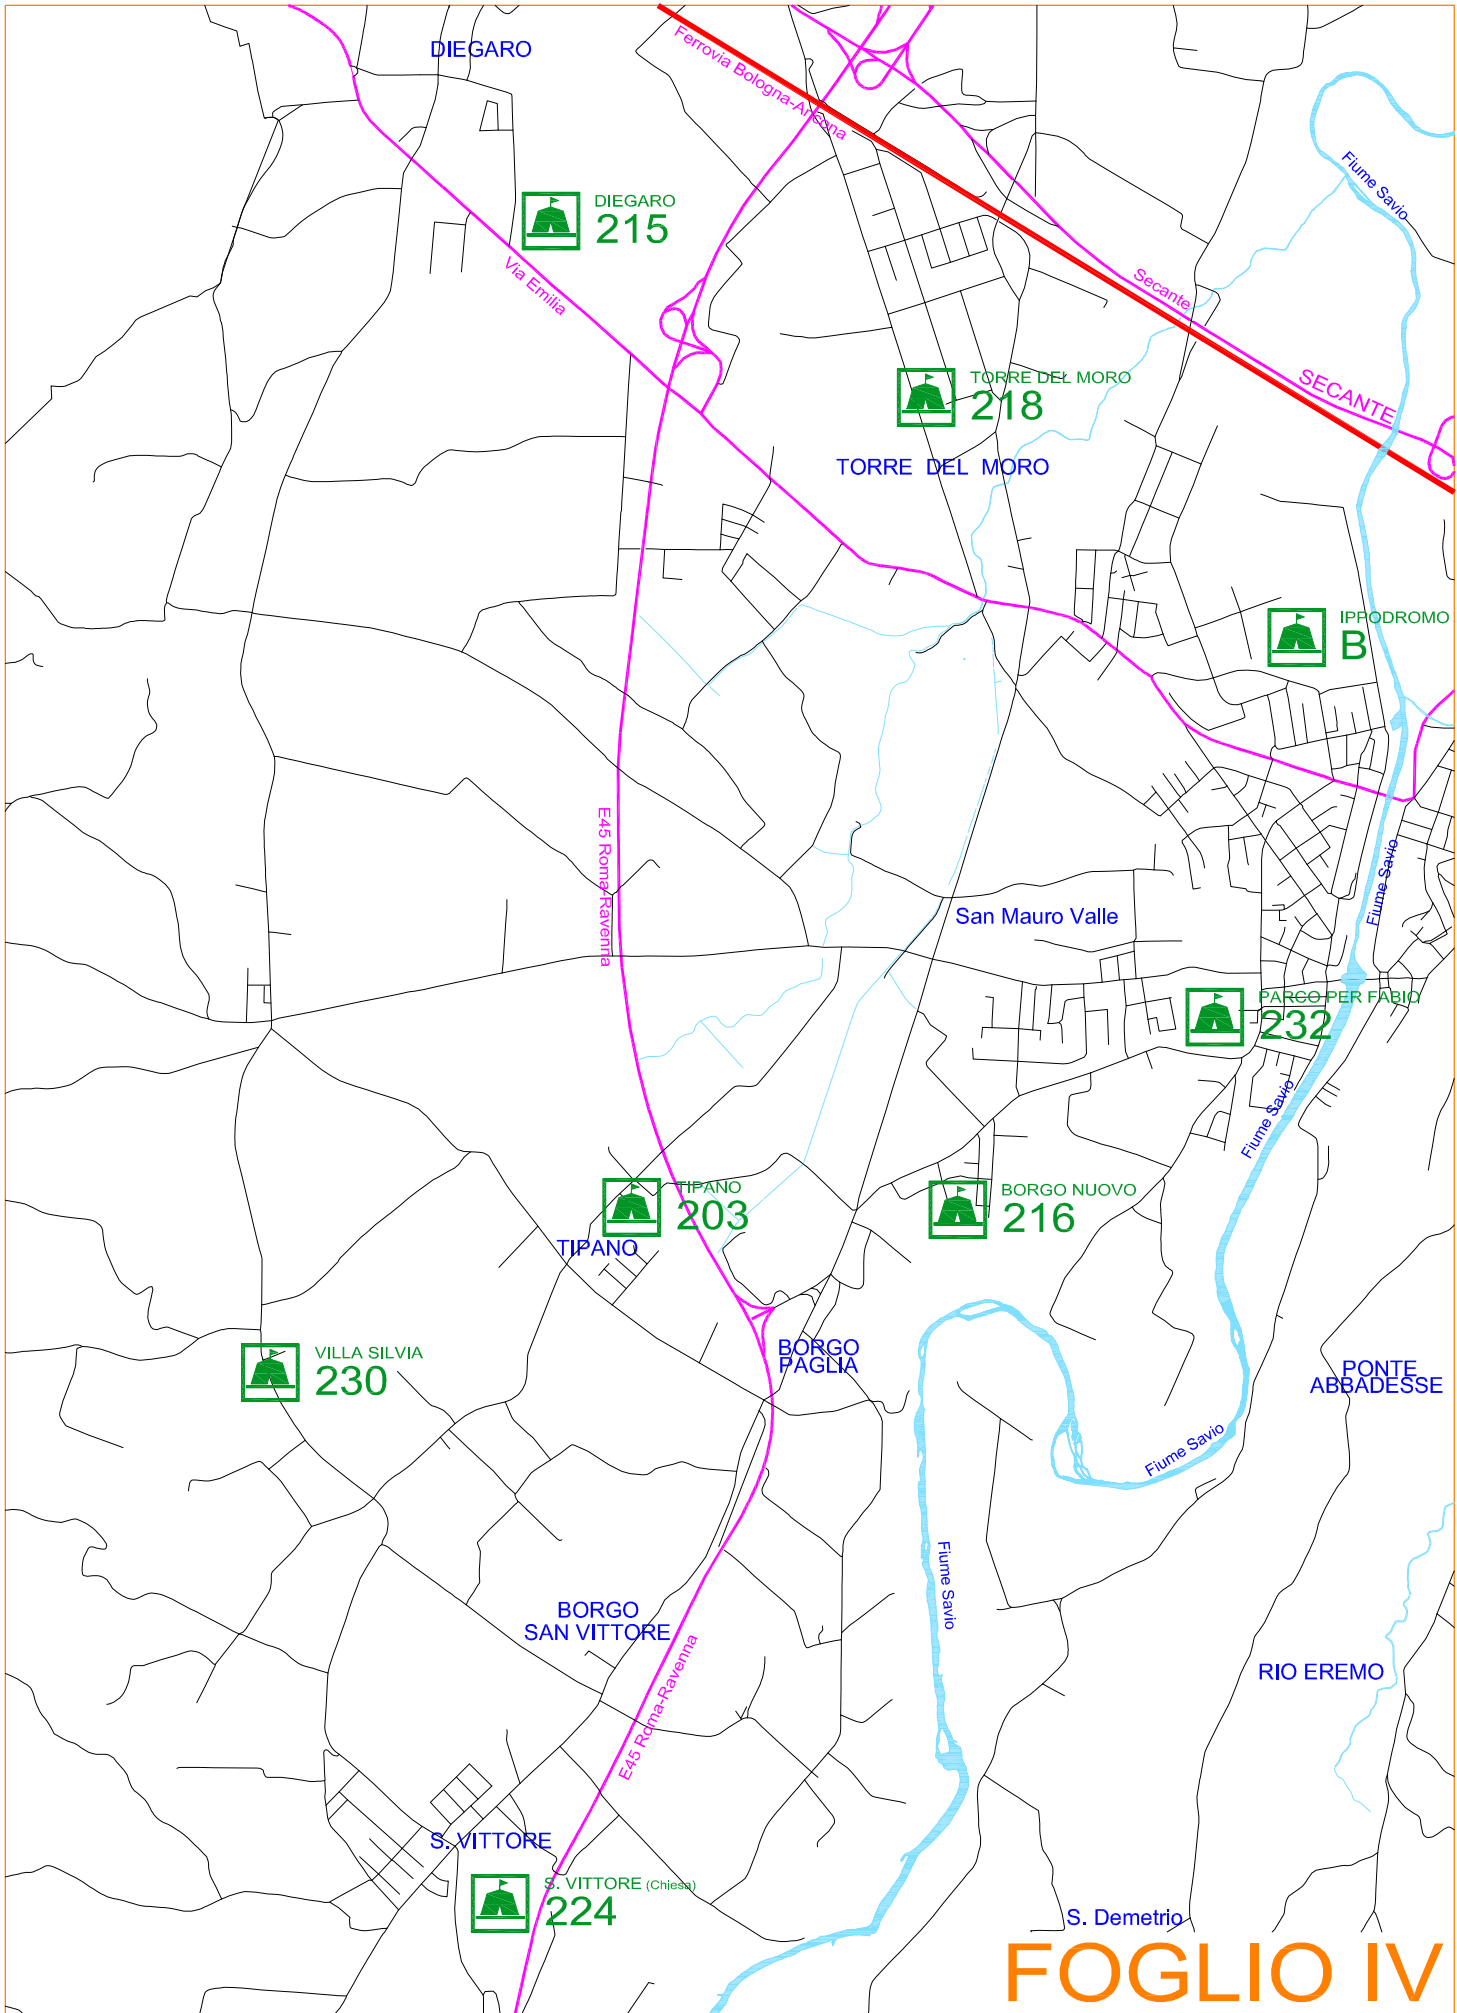 DIEGARO
Ferrovia Bologna-Ancona
Fiume Savio
DIEGARO
215
Via Emilia
Secante
SECANTE
TORRE DEL MORO
218
TORRE DEL MORO
IPPODROMO
B
E45 Roma-Ravenna
Fiume Savio
San Mauro Valle
PARCO PER FABIO
232
Fiume Savio
TIPANO
203
BORGO NUOVO
216
TIPANO
VILLA SILVIA
230
BORGO
PAGLIA
PONTE
ABBADESSE
Fiume Savio
Fiume Savio
BORGO
SAN VITTORE
E45 Roma-Ravenna
RIO EREMO
S. VITTORE
S. VITTORE (Chiesa)
224
S. Demetrio
FOGLIO IV